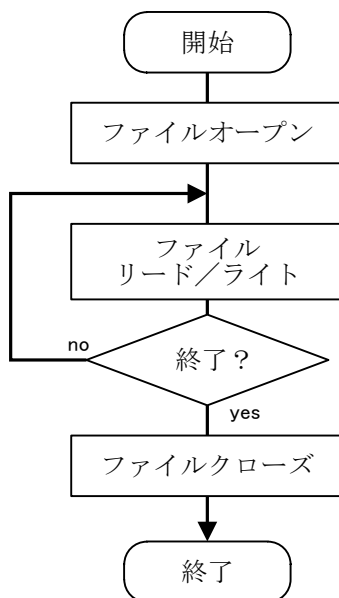 開始
ファイルオープン
ファイル
リード／ライト
no
終了？
yes
ファイルクローズ
終了